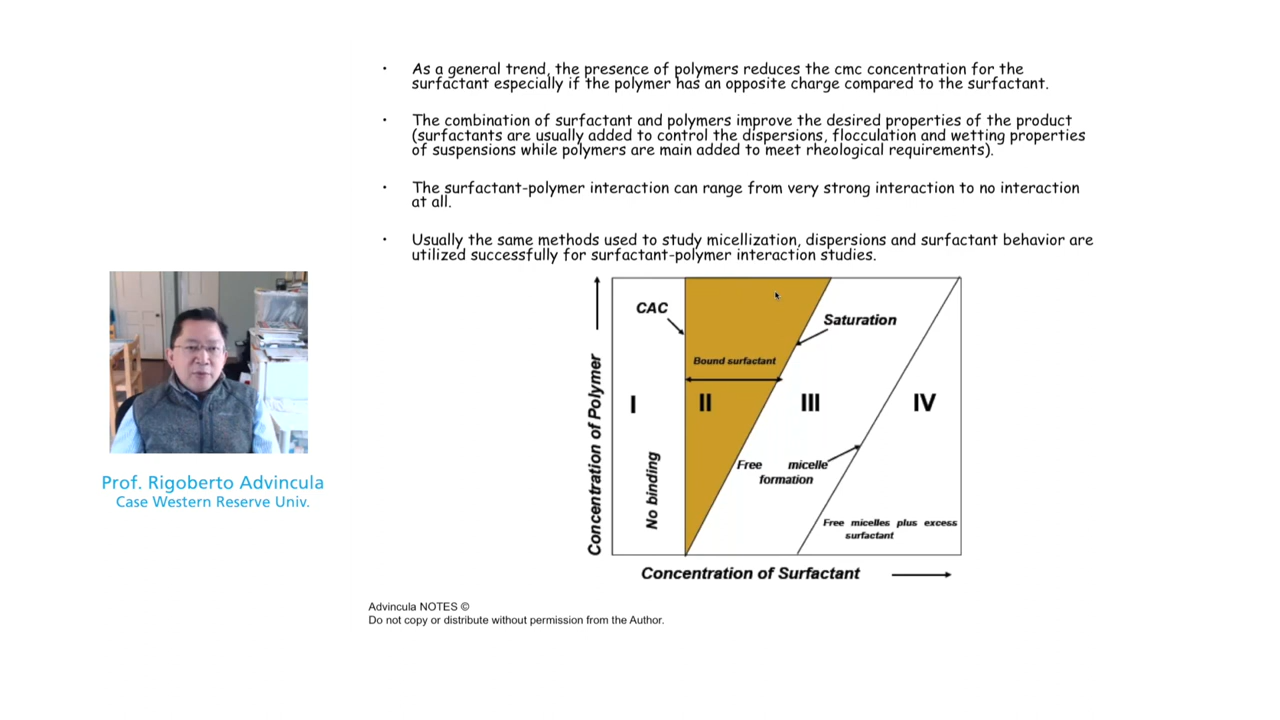 • As a general trend, the presence of polymers reduces the cmc concentration for the
surfactant especially if the polymer has an opposite charge compared to the surfactant.
• The combination of surfactant and polymers improve the desired properties of the product
(surfactants are usually added to control the dispersions, flocculation and wetting properties
of suspensions while polymers are main added to meet rheological requirements).
• The surfactant-polymer interaction can range from very strong interaction to no interaction
at all.
• Usually the same methods used to study micellization, dispersions and surfactant behavior are
utilized successfully for surfactant-polymer interaction studies.
CAC
Saturation
Bound surfactant
I
II
III
IV
Concentration of Polymer
No binding
Free micelle
formation
Free micelles plus excess
surfactant
Concentration of Surfactant
Prof. Rigoberto Advincula
Case Western Reserve Univ.
Advincula NOTES ©
Do not copy or distribute without permission from the Author.